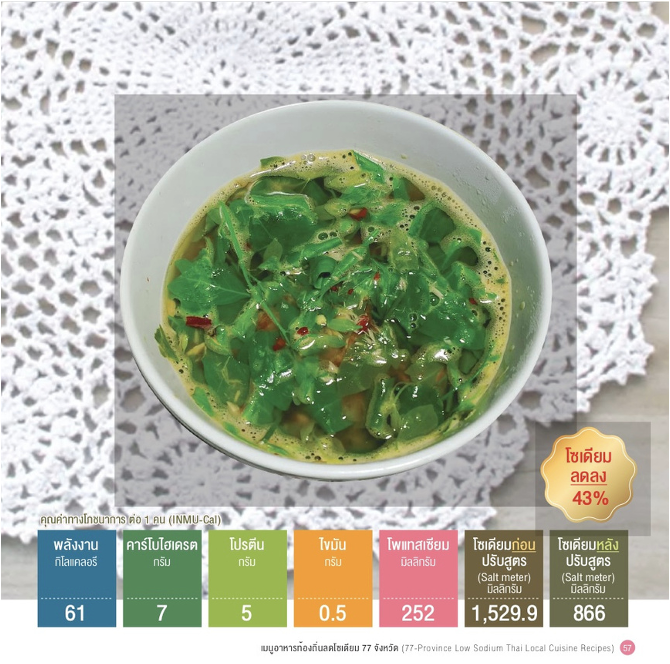 โซเดียม
ลดลง
43%
คุณค่าทางโภชนาการ ต่อ 1 คน (INMU-Cal)
พลังงาน
กิโลแคลอรี
61
คาร์โบไฮเดรต
กรัม
7
โปรตีน
กรัม
5
ไขมัน
กรัม
0.5
โพแทสเซียม
มิลลิกรัม
252
โซเดียมก่อน
ปรับสูตร
(Salt meter)
มิลลิกรัม
1,529.9
โซเดียมหลัง
ปรับสูตร
(Salt meter)
มิลลิกรัม
866
เมนูอาหารท้องถิ่นลดโซเดียม 77 จังหวัด (77-Province Low Sodium Thai Local Cuisine Recipes) 57